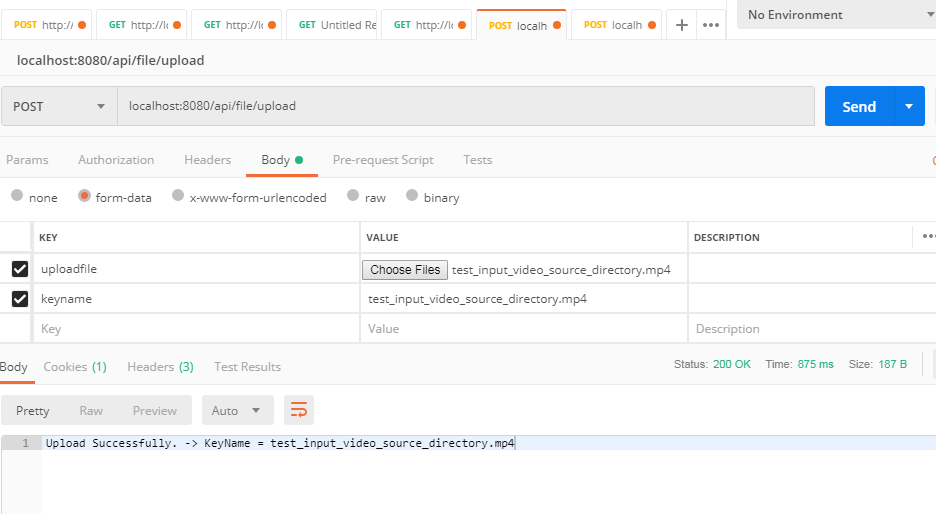 POST http:// GET http://lo GET http://lo GET Untitled Re GET http://lo POST localh POST localh + ••• No Environment
localhost:8080/api/file/upload
POST localhost:8080/api/file/upload Send
Params Authorization Headers Body Pre-request Script Tests
none form-data x-www-form-urlencoded raw binary
KEY VALUE DESCRIPTION •••
uploadfile Choose Files test_input_video_source_directory.mp4
keyname test_input_video_source_directory.mp4
Key Value Description
Body Cookies (1) Headers (3) Test Results Status: 200 OK Time: 875 ms Size: 187 B
Pretty Raw Preview Auto
1 Upload Successfully. -> KeyName = test_input_video_source_directory.mp4